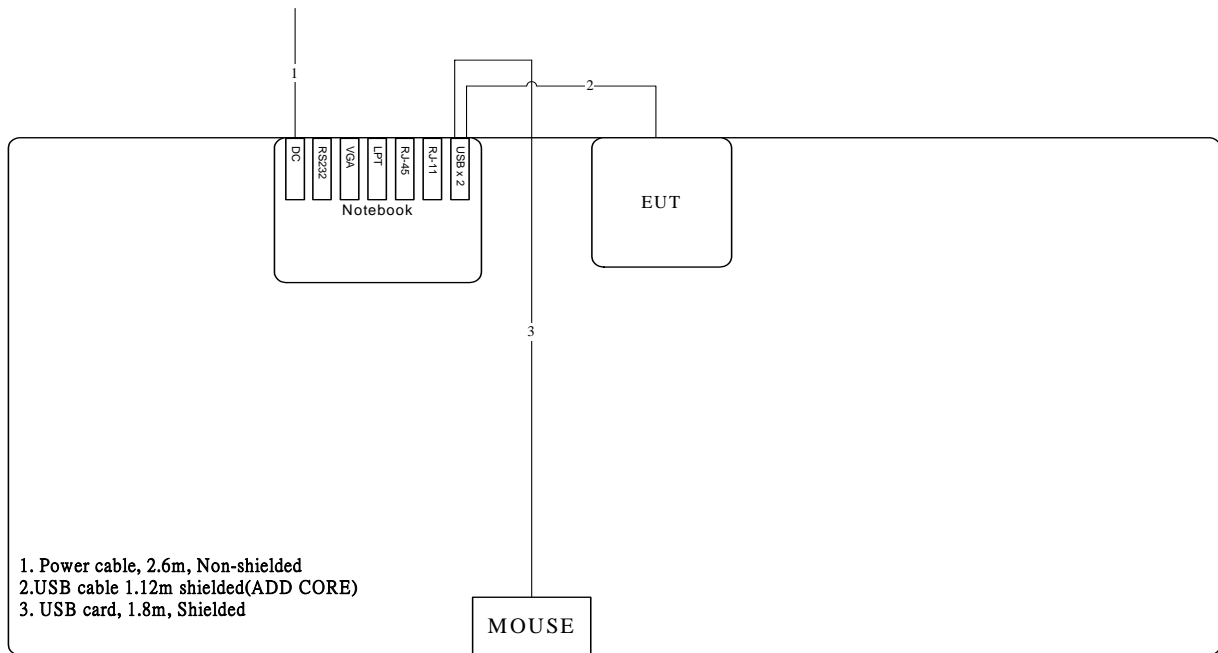 1
2
DC
RS232
VGA
LPT
RJ-45
RJ-11
USB x 2
Notebook
EUT
3
1. Power cable, 2.6m, Non-shielded
2.USB cable 1.12m shielded(ADD CORE)
3. USB card, 1.8m, Shielded
MOUSE